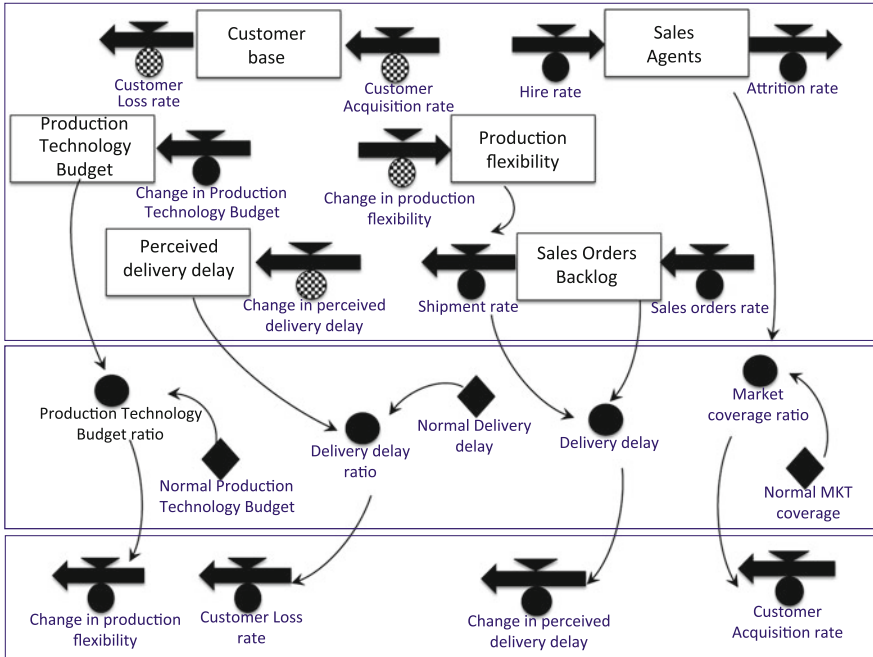 Customer
base
Sales
Agents
Customer
Loss rate
Customer
Acquisition rate
Hire rate
Attrition rate
Production
Technology
Budget
Production
flexibility
Change in Production
Technology Budget
Change in production
flexibility
Perceived
delivery delay
Sales Orders
Backlog
Change in perceived
delivery delay
Shipment rate
Sales orders rate
Production Technology
Budget ratio
Normal Production
Technology Budget
Delivery delay
ratio
Normal Delivery
delay
Delivery delay
Market
coverage ratio
Normal MKT
coverage
Change in production
flexibility
Customer Loss
rate
Change in perceived
delivery delay
Customer
Acquisition rate